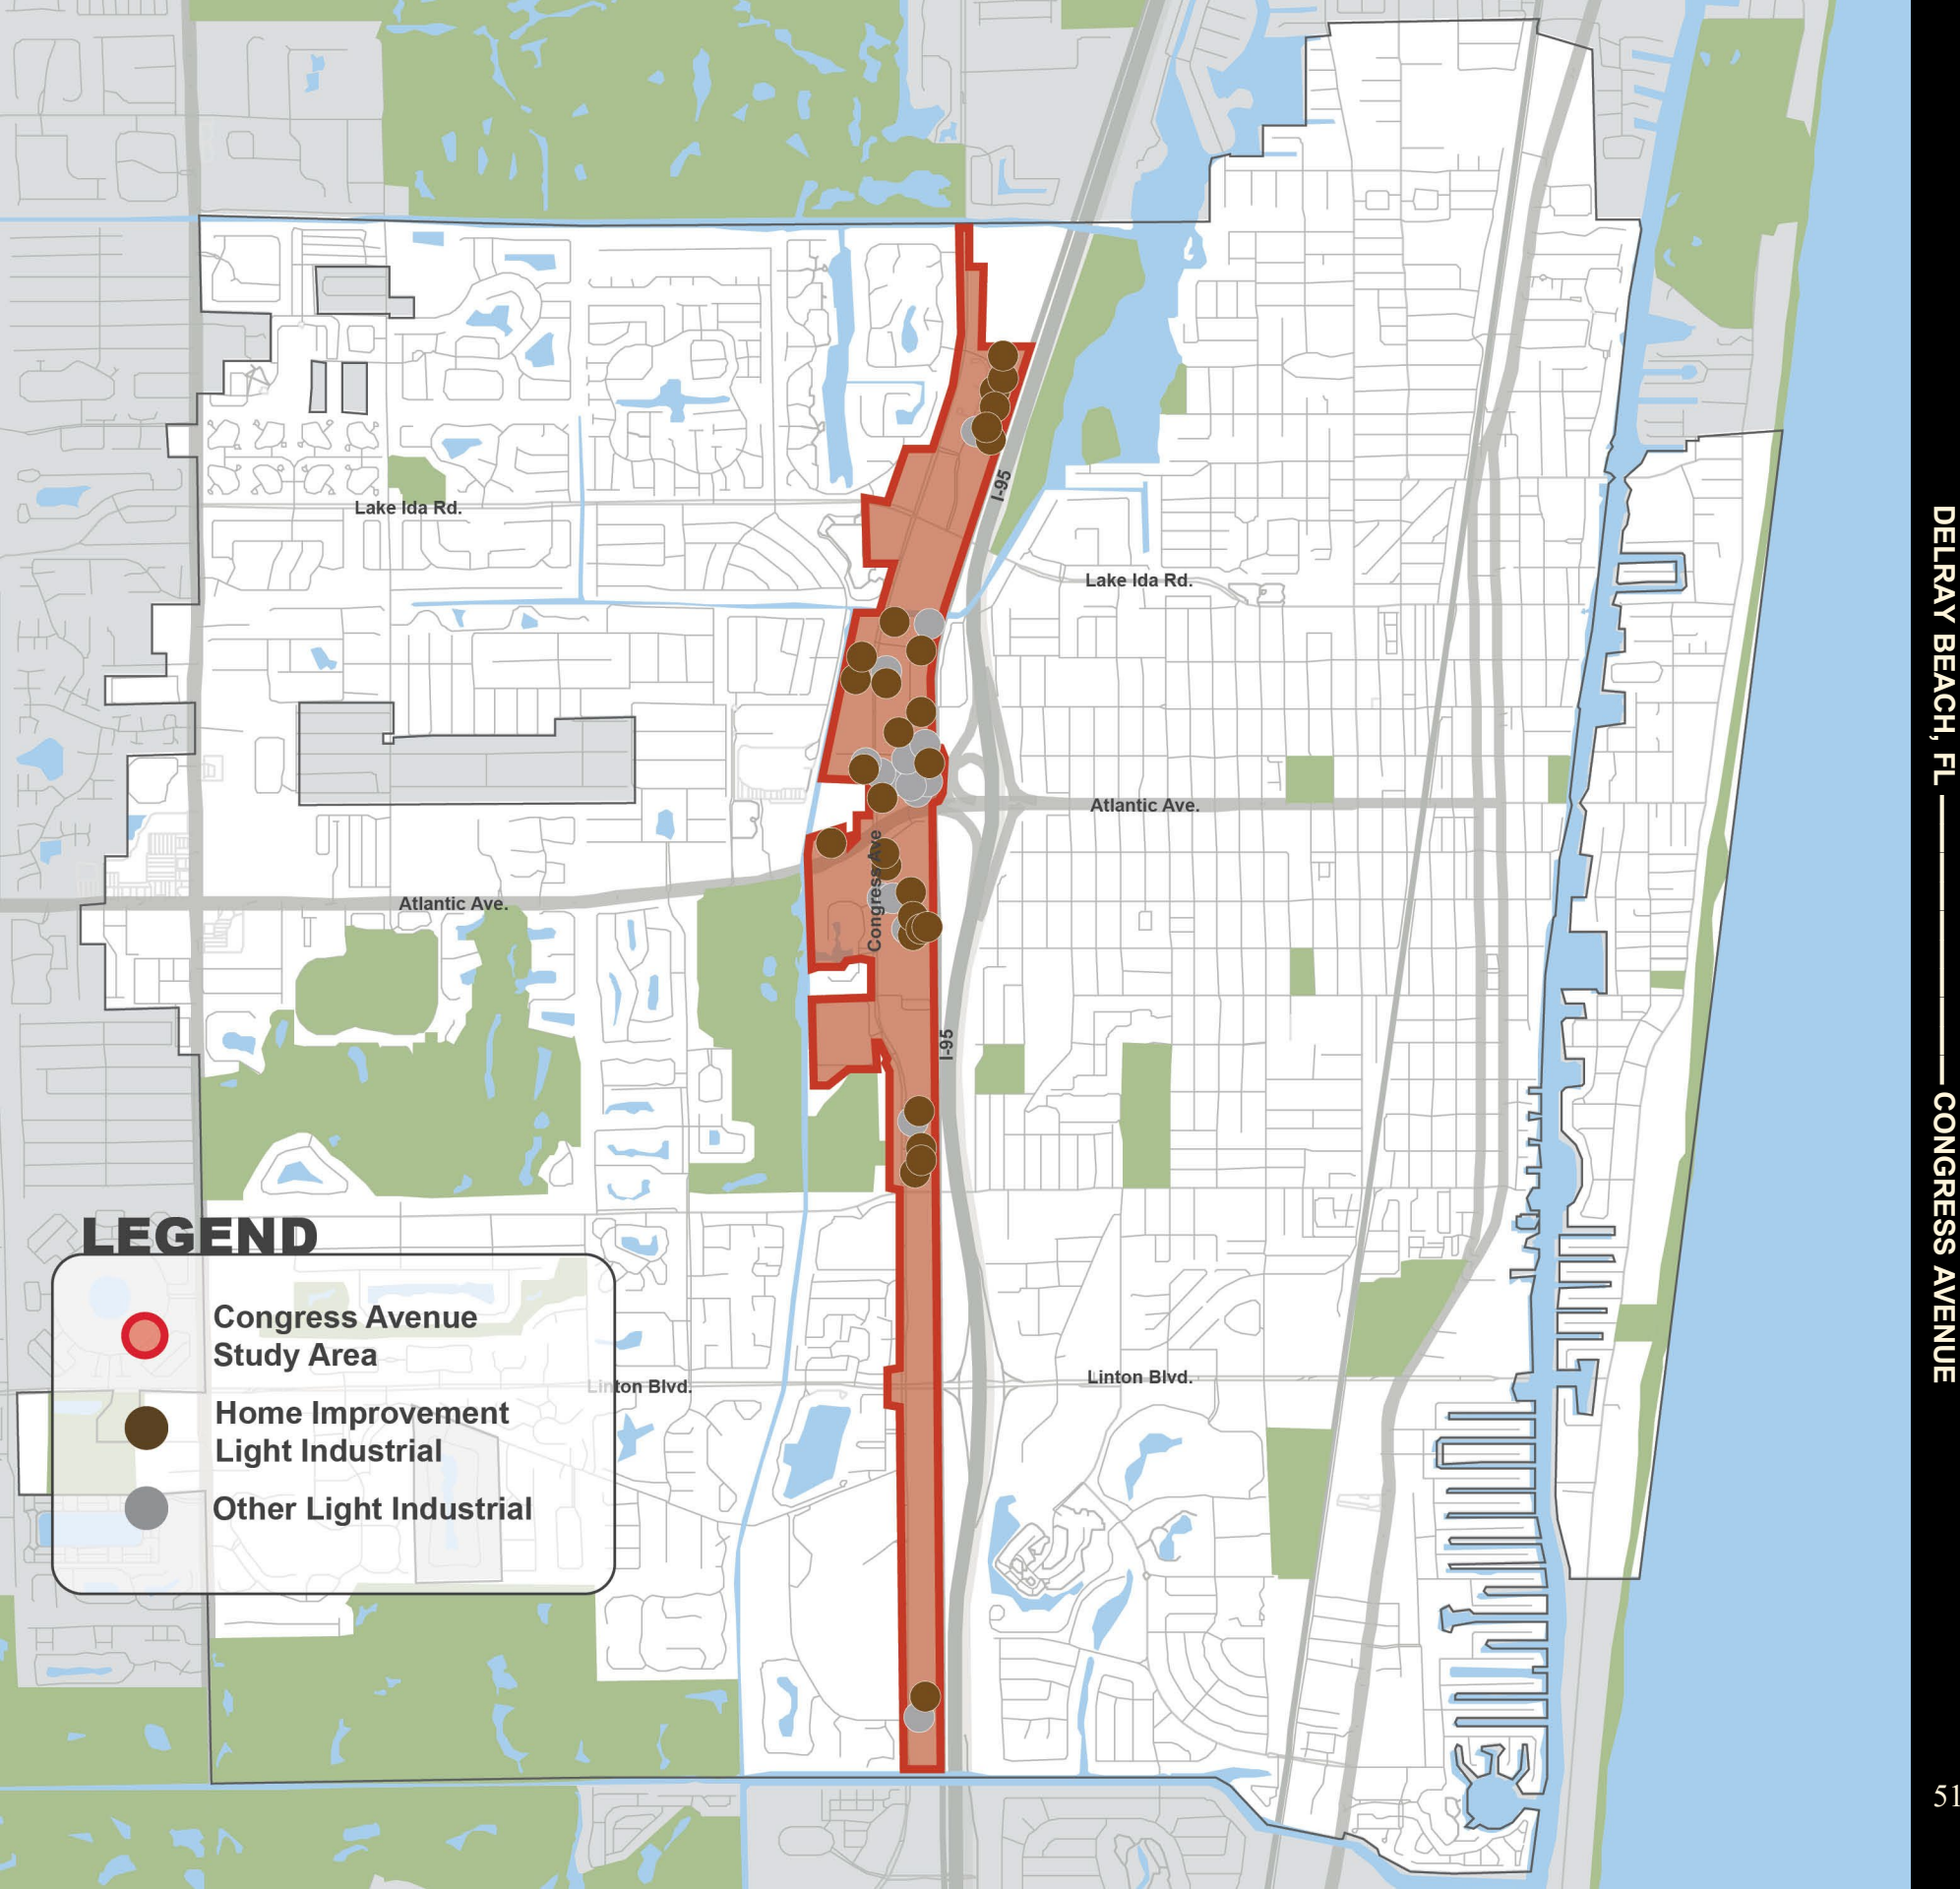 I-95
Lake Ida Rd.
Lake Ida Rd.
Atlantic Ave.
Congress Ave
Atlantic Ave.
I-95
LEGEND
Congress Avenue
Study Area
Home Improvement
Light Industrial
Other Light Industrial
Linton Blvd.
Linton Blvd.
DELRAY BEACH, FL
CONGRESS AVENUE
51